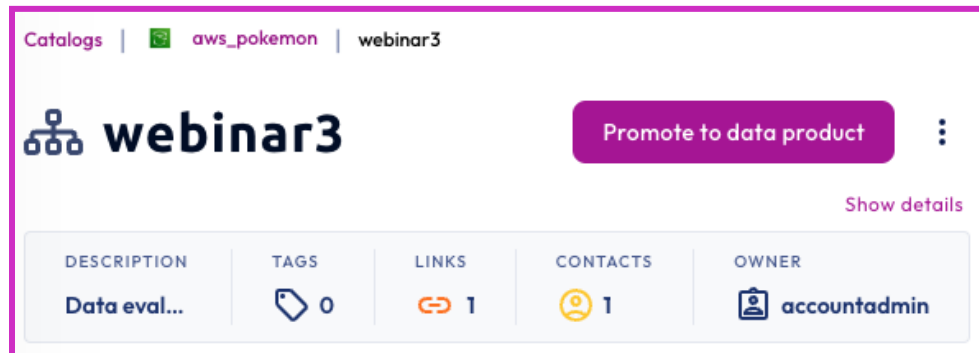 Catalogs | aws_pokemon | webinar3
webinar3 Promote to data product
Show details
DESCRIPTION TAGS LINKS CONTACTS OWNER
Data eval... 0 1 1 accountadmin